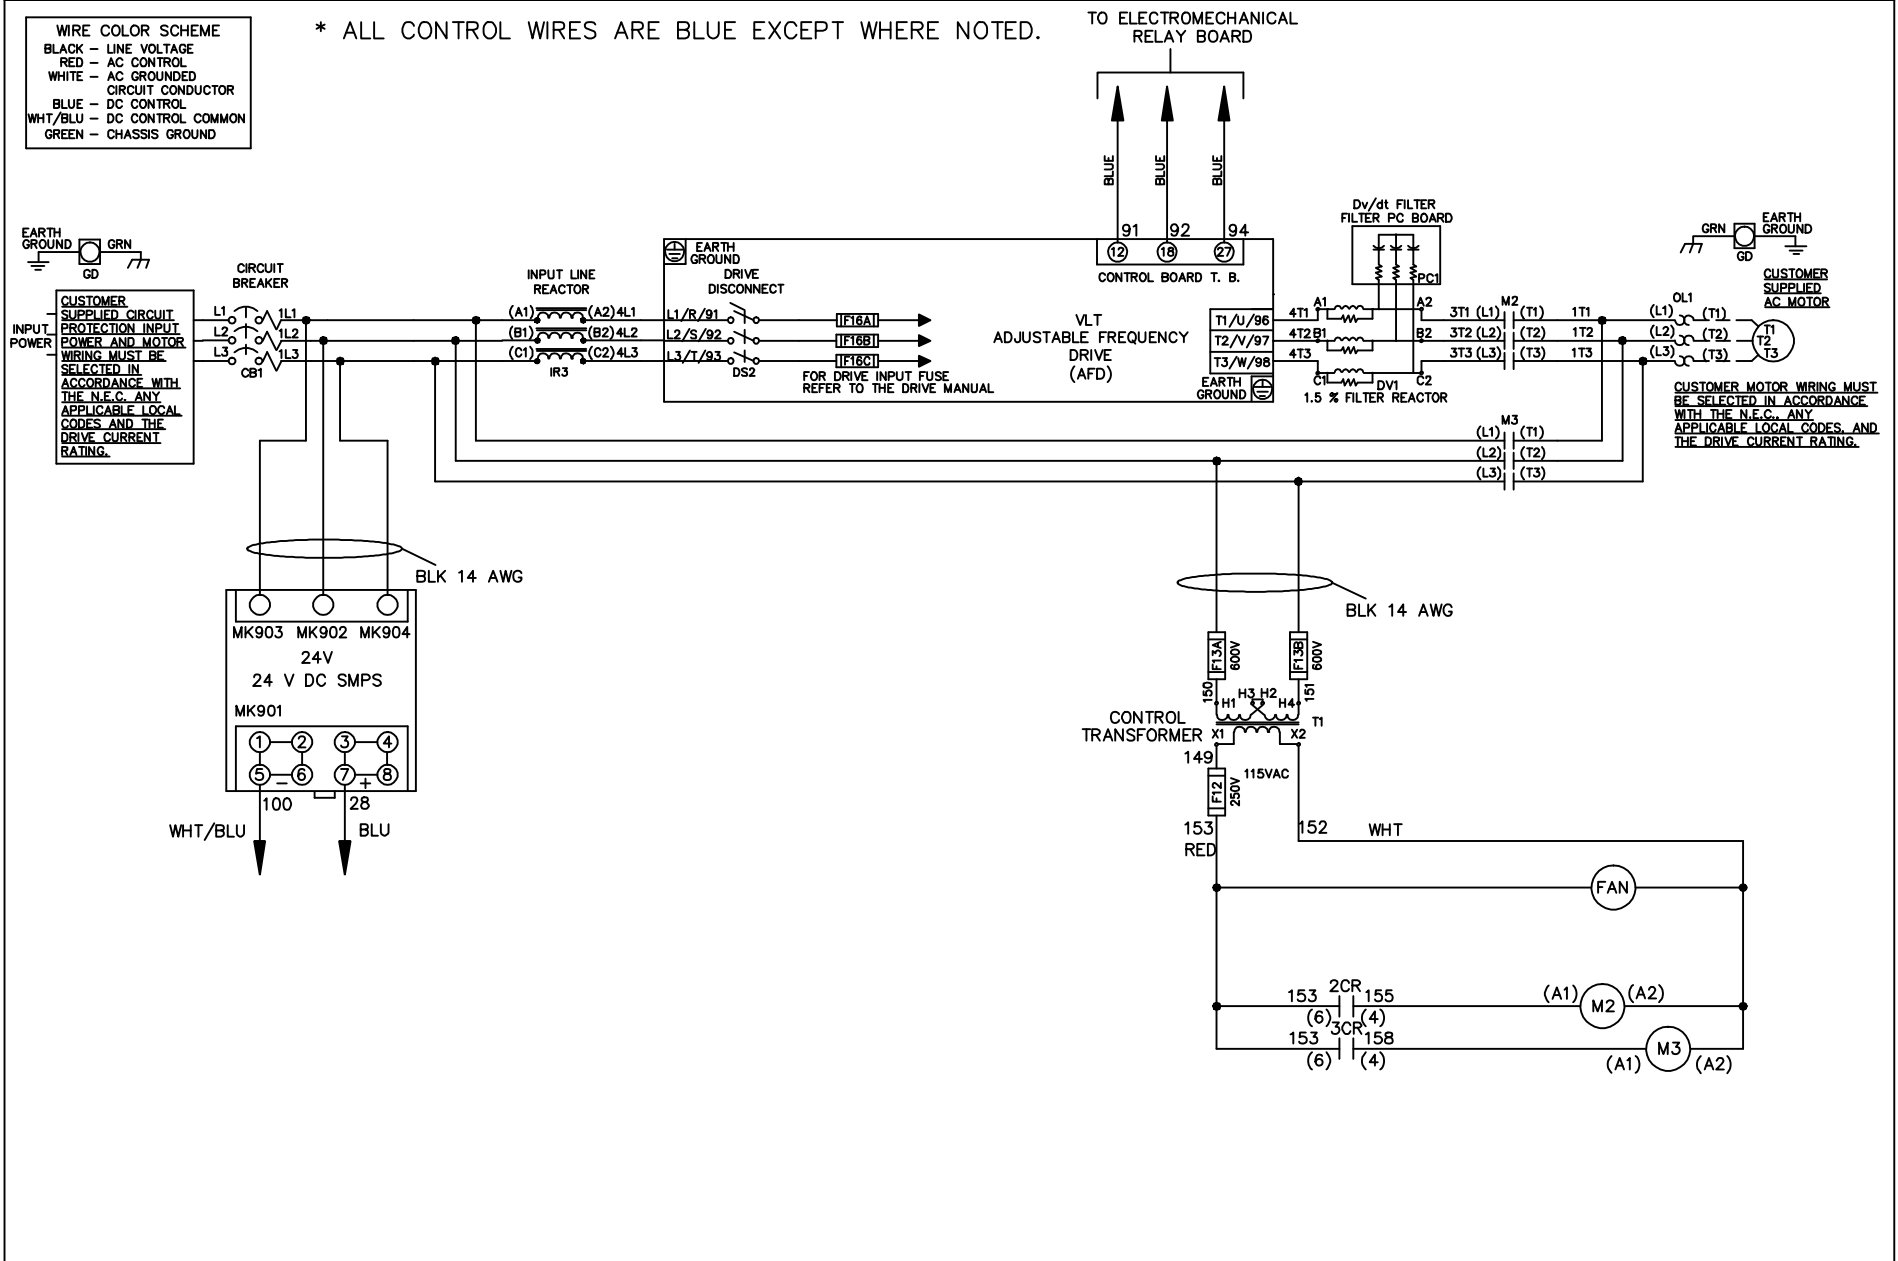 WIRE COLOR SCHEME
BLACK – LINE VOLTAGE
RED – AC CONTROL
WHITE – AC GROUNDED
CIRCUIT CONDUCTOR
BLUE – DC CONTROL
WHT/BLU – DC CONTROL COMMON
GREEN – CHASSIS GROUND
* ALL CONTROL WIRES ARE BLUE EXCEPT WHERE NOTED.
TO ELECTROMECHANICAL
RELAY BOARD
BLUE
BLUE
BLUE
91 92 94
12 18 27
CONTROL BOARD T. B.
EARTH
GROUND
GRN
GD
INPUT
POWER
CUSTOMER
SUPPLIED CIRCUIT
PROTECTION INPUT
POWER AND MOTOR
WIRING MUST BE
SELECTED IN
ACCORDANCE WITH
THE N.E.C. ANY
APPLICABLE LOCAL
CODES AND THE
DRIVE CURRENT
RATING.
CIRCUIT
BREAKER
L1 1L1
L2 1L2
L3 1L3
CB1
INPUT LINE
REACTOR
(A1) (A2) 4L1
(B1) (B2) 4L2
(C1) (C2) 4L3
IR3
EARTH
GROUND
DRIVE
DISCONNECT
L1/R/91
L2/S/92
L3/T/93
DS2
F16A
F16B
F16C
FOR DRIVE INPUT FUSE
REFER TO THE DRIVE MANUAL
VLT
ADJUSTABLE FREQUENCY
DRIVE
(AFD)
T1/U/96
T2/V/97
T3/W/98
EARTH
GROUND
Dv/dt FILTER
FILTER PC BOARD
PC1
4T1 A1 A2
4T2 B1 B2
4T3
C1 C2
DV1
1.5 % FILTER REACTOR
M2
3T1 (L1) (T1) 1T1
3T2 (L2) (T2) 1T2
3T3 (L3) (T3) 1T3
M3
(L1) (T1)
(L2) (T2)
(L3) (T3)
OL1
(L1) (T1)
(L2) (T2)
(L3) (T3)
T1
T2
T3
GRN
GD
EARTH
GROUND
CUSTOMER
SUPPLIED
AC MOTOR
CUSTOMER MOTOR WIRING MUST
BE SELECTED IN ACCORDANCE
WITH THE N.E.C., ANY
APPLICABLE LOCAL CODES, AND
THE DRIVE CURRENT RATING.
BLK 14 AWG
MK903 MK902 MK904
24V
24 V DC SMPS
MK901
1 2 3 4
5 – 6 7 + 8
100 28
WHT/BLU BLU
BLK 14 AWG
F13A 600V
F13B 600V
150 151
H1 H3 H2 H4
T1
CONTROL
TRANSFORMER
X1 X2
149
115VAC
F12 250V
153
RED
152 WHT
FAN
153 2CR 155
(6) (4)
(A1) M2 (A2)
153 3CR 158
(6) (4)
(A1) M3 (A2)